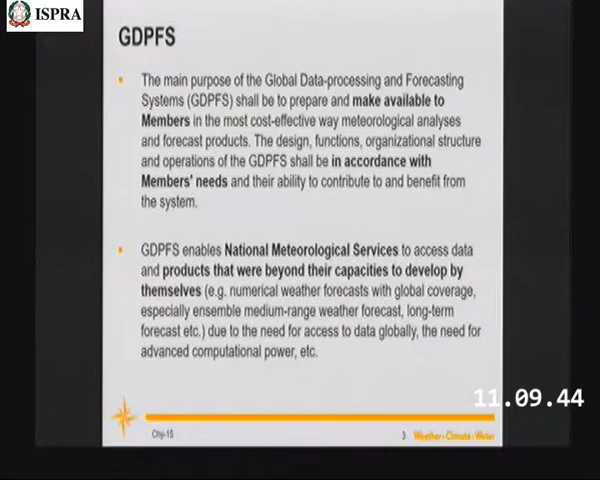 ISPRA
GDPFS
• The main purpose of the Global Data-processing and Forecasting
Systems (GDPFS) shall be to prepare and make available to
Members in the most cost-effective way meteorological analyses
and forecast products. The design, functions, organizational structure
and operations of the GDPFS shall be in accordance with
Members' needs and their ability to contribute to and benefit from
the system.
• GDPFS enables National Meteorological Services to access data
and products that were beyond their capacities to develop by
themselves (e.g. numerical weather forecasts with global coverage,
especially ensemble medium-range weather forecast, long-term
forecast etc.) due to the need for access to data globally, the need for
advanced computational power, etc.
11.09.44
Chy-15
3 Weather • Climate • Water